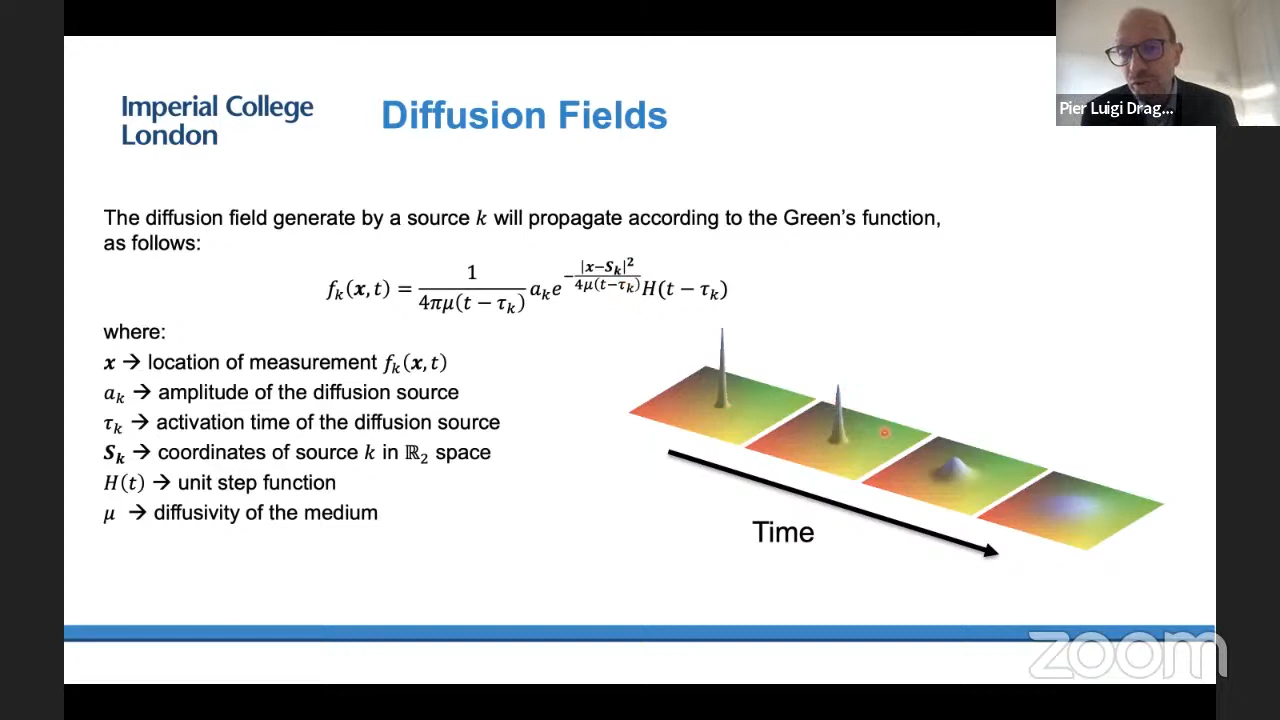 Imperial College
London
Diffusion Fields
Pier Luigi Drag...
The diffusion field generate by a source k will propagate according to the Green’s function,
as follows:
f_k(x, t) = \frac{1}{4πμ(t − τ_k)} a_k e^{−\frac{|x−S_k|^2}{4μ(t−τ_k)}} H(t − τ_k)
where:
x → location of measurement f_k(x, t)
a_k → amplitude of the diffusion source
τ_k → activation time of the diffusion source
S_k → coordinates of source k in ℝ_2 space
H(t) → unit step function
μ → diffusivity of the medium
Time
zoom